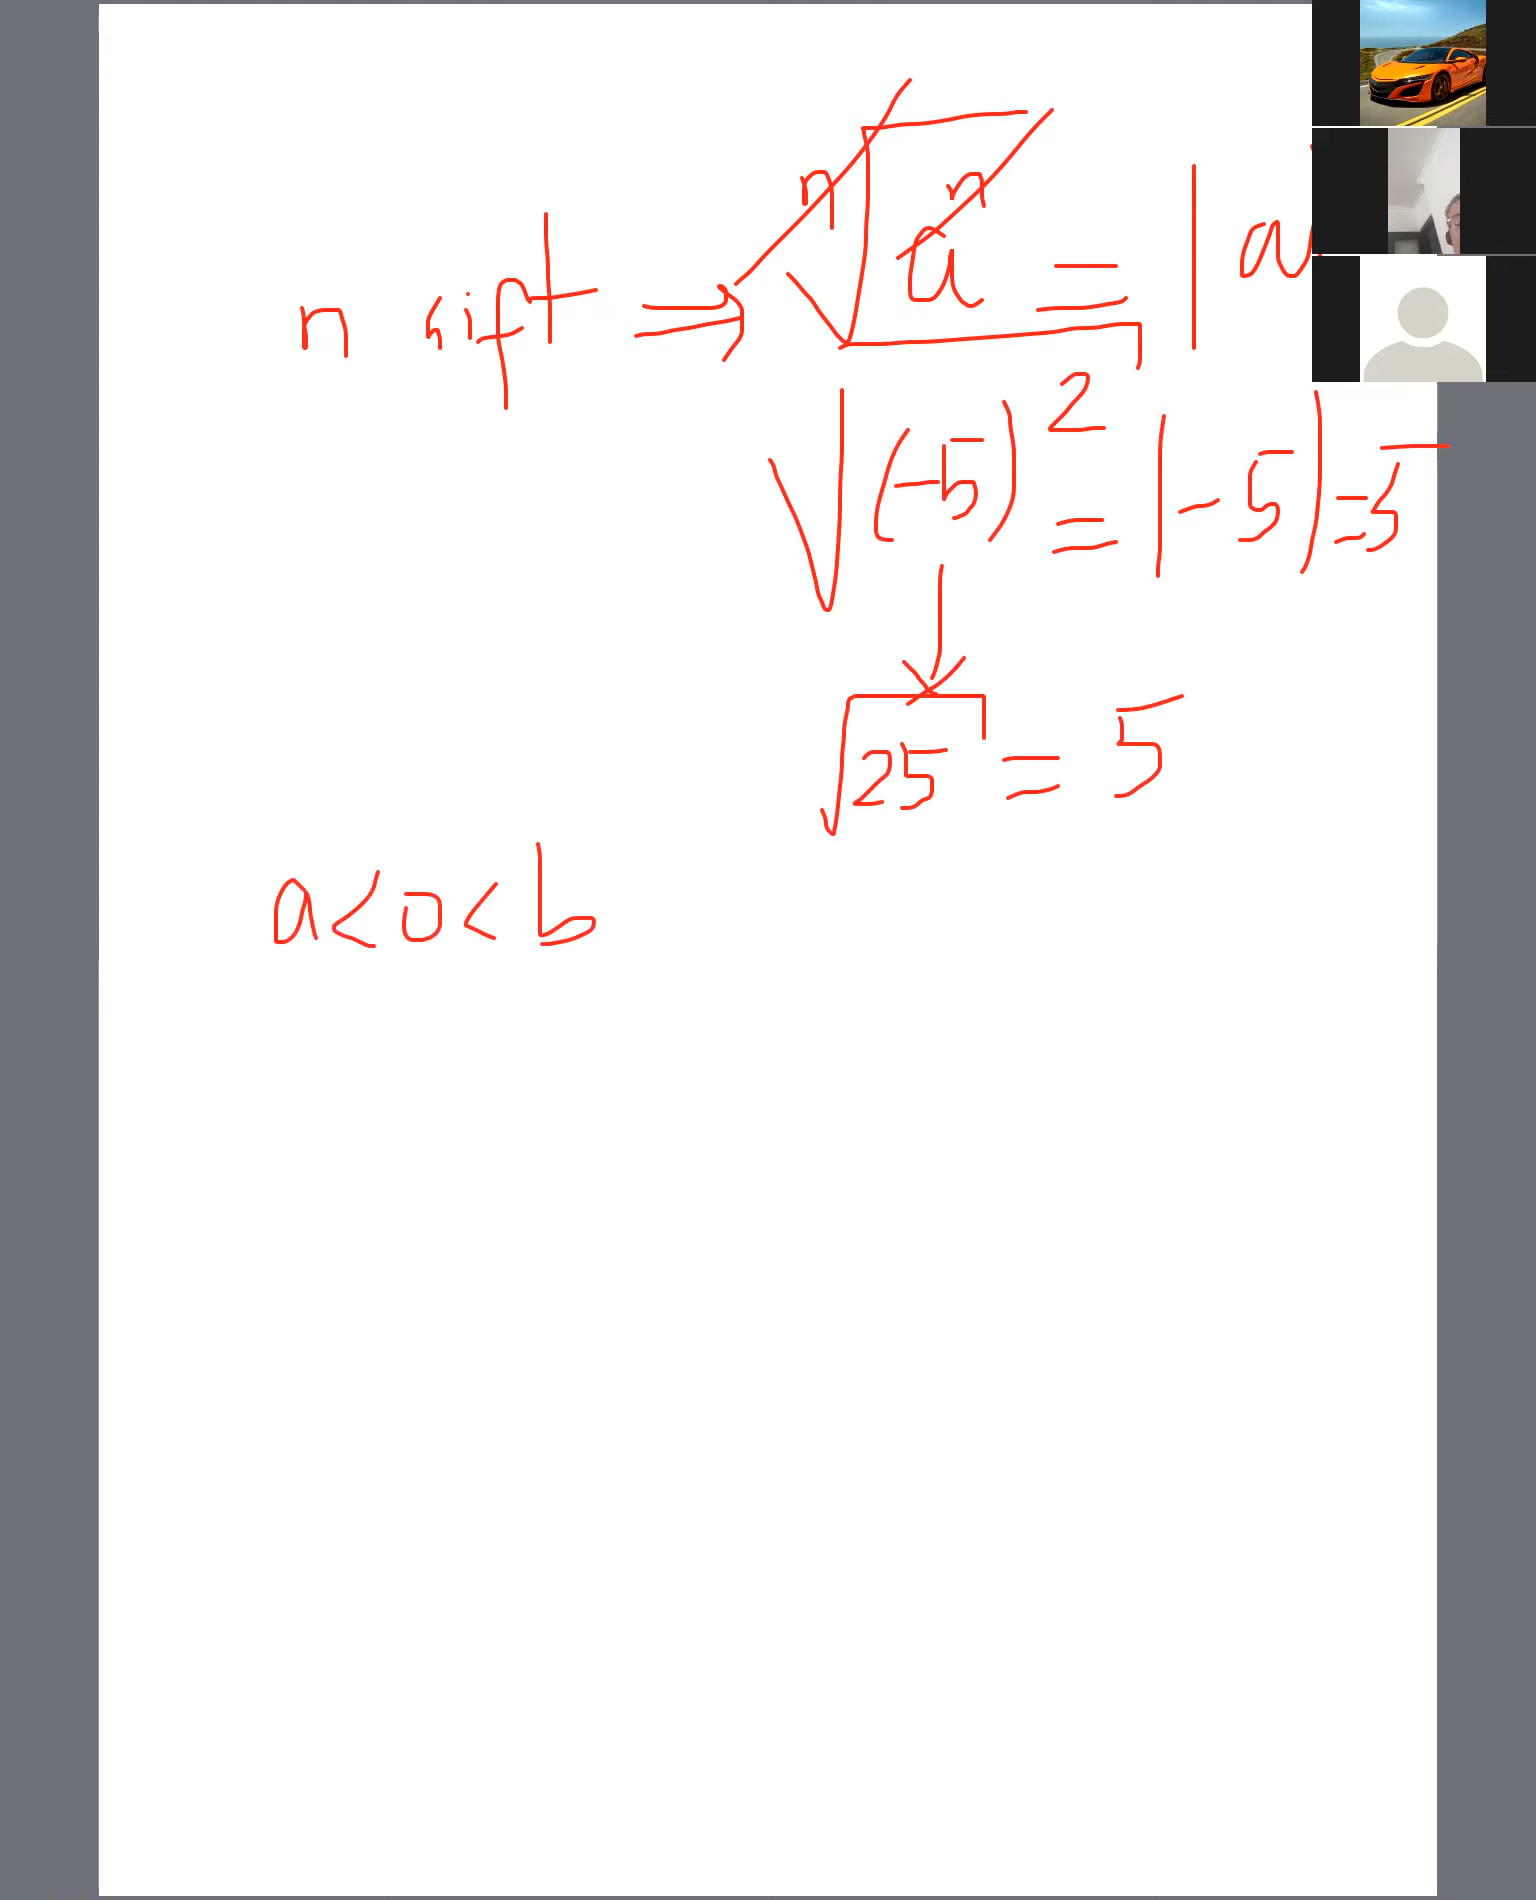 n çift ⇒ ⁿ√aⁿ = |a
√(-5)² = |-5| = 5
√25 = 5
a<0<b